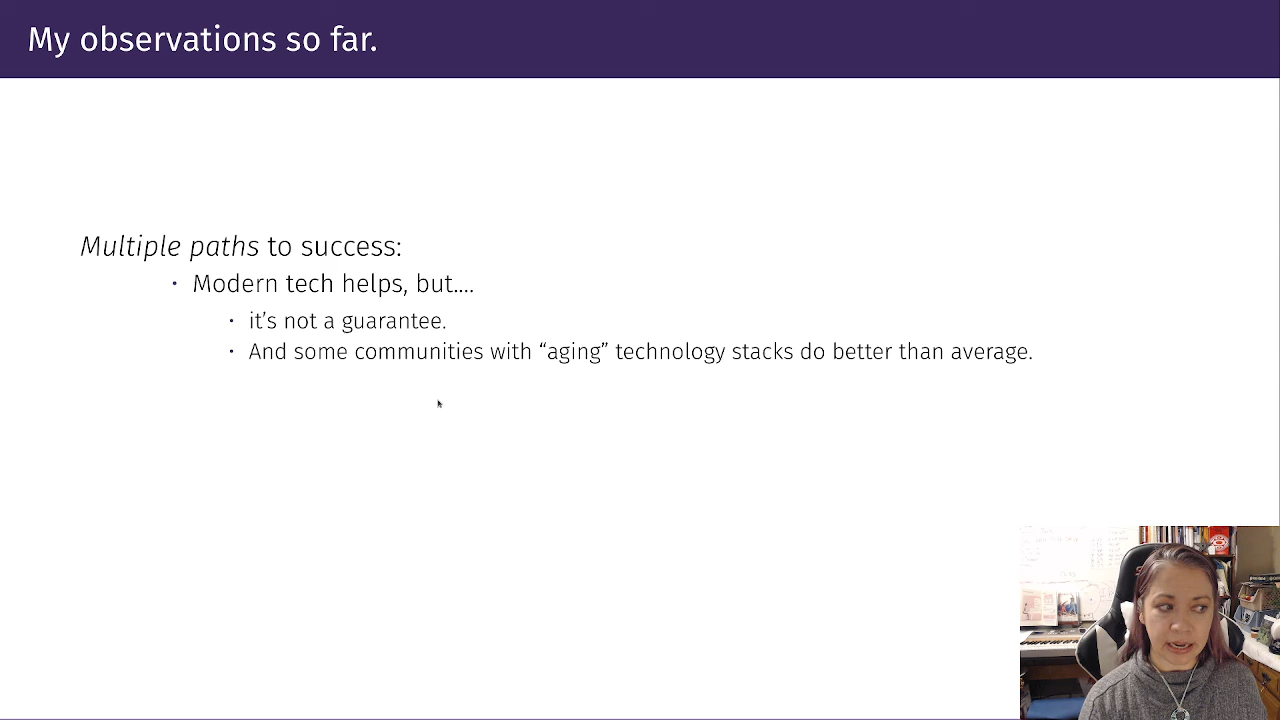 My observations so far.
Multiple paths to success:
• Modern tech helps, but....
• it’s not a guarantee.
• And some communities with “aging” technology stacks do better than average.